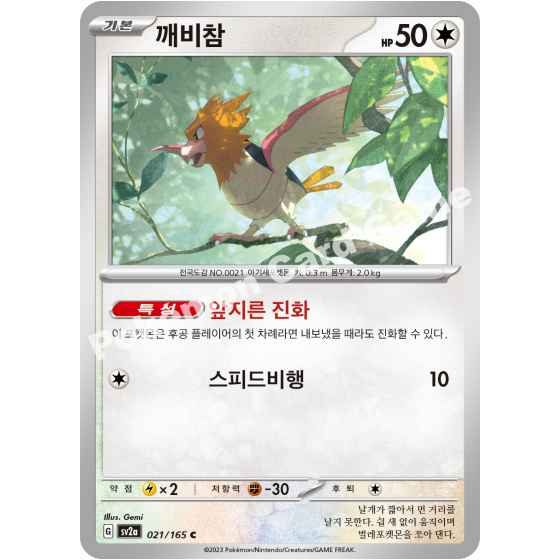 기본 깨비참 HP 50
전국도감 NO.0021 아기새포켓몬 키: 0.3 m 몸무게: 2.0 kg
특성 앞지른 진화
이 포켓몬은 후공 플레이어의 첫 차례라면 내보냈을 때라도 진화할 수 있다.
스피드비행 10
약점 ×2 저항력 -30 후퇴
Illus. Gemi
날개가 짧아서 먼 거리를
날지 못한다. 쉴 새 없이 움직이며
벌레포켓몬을 쪼아 댄다.
G sv2a 021/165 C
©2023 Pokémon/Nintendo/Creatures/GAME FREAK.
Pokémon Card Game